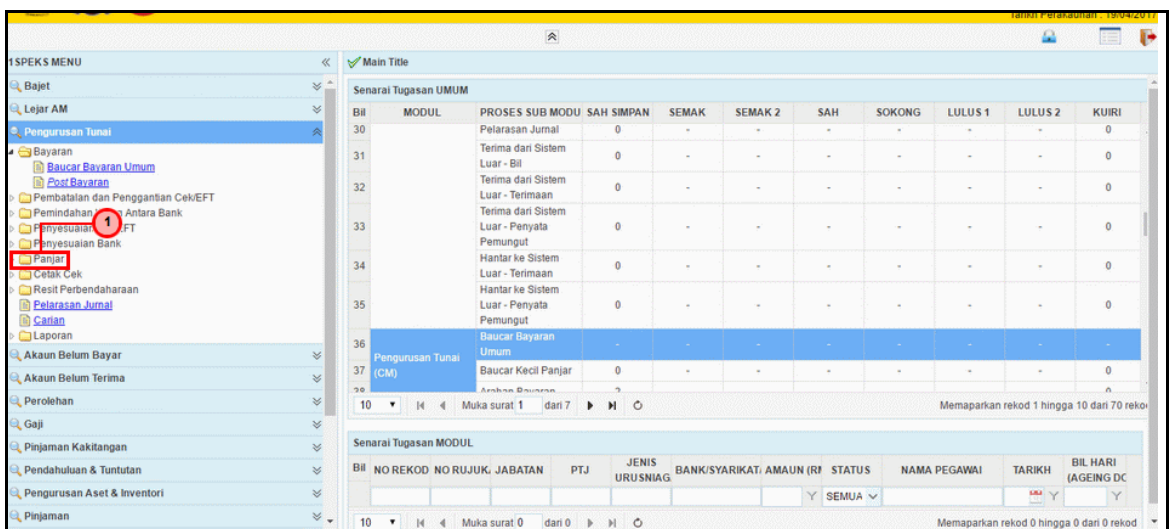 Tarikh Perakaunan : 19/04/2017
1SPEKS MENU
Bajet
Lejar AM
Pengurusan Tunai
Bayaran
Baucar Bayaran Umum
Post Bayaran
Pembatalan dan Penggantian Cek/EFT
Pemindahan Antara Bank
1
Penyesuaian EFT
Penyesuaian Bank
Panjar
Cetak Cek
Resit Perbendaharaan
Pelarasan Jurnal
Carian
Laporan
Akaun Belum Bayar
Akaun Belum Terima
Perolehan
Gaji
Pinjaman Kakitangan
Pendahuluan & Tuntutan
Pengurusan Aset & Inventori
Pinjaman
Main Title
Senarai Tugasan UMUM
Bil MODUL PROSES SUB MODU SAH SIMPAN SEMAK SEMAK 2 SAH SOKONG LULUS 1 LULUS 2 KUIRI
30 Pelarasan Jurnal 0 - - - - - - 0
Terima dari Sistem
31 0 - - - - - - 0
Luar - Bil
Terima dari Sistem
32 0 - - - - - - 0
Luar - Terimaan
Terima dari Sistem
33 Luar - Penyata 0 - - - - - - 0
Pemungut
Hantar ke Sistem
34 0 - - - - - - 0
Luar - Terimaan
Hantar ke Sistem
35 Luar - Penyata 0 - - - - - - 0
Pemungut
Baucar Bayaran
36 - - - - - - - -
Umum
Pengurusan Tunai
(CM)
37 Baucar Kecil Panjar 0 - - - - - - 0
38 Arahan Bayaran 2 0
10 Muka surat 1 dari 7 Memaparkan rekod 1 hingga 10 dari 70 reko
Senarai Tugasan MODUL
Bil NO REKOD NO RUJUK JABATAN PTJ JENIS URUSNIAG BANK/SYARIKAT AMAUN (R STATUS NAMA PEGAWAI TARIKH BIL HARI (AGEING DO
SEMUA
10 Muka surat 0 dari 0 Memaparkan rekod 0 hingga 0 dari 0 rekod